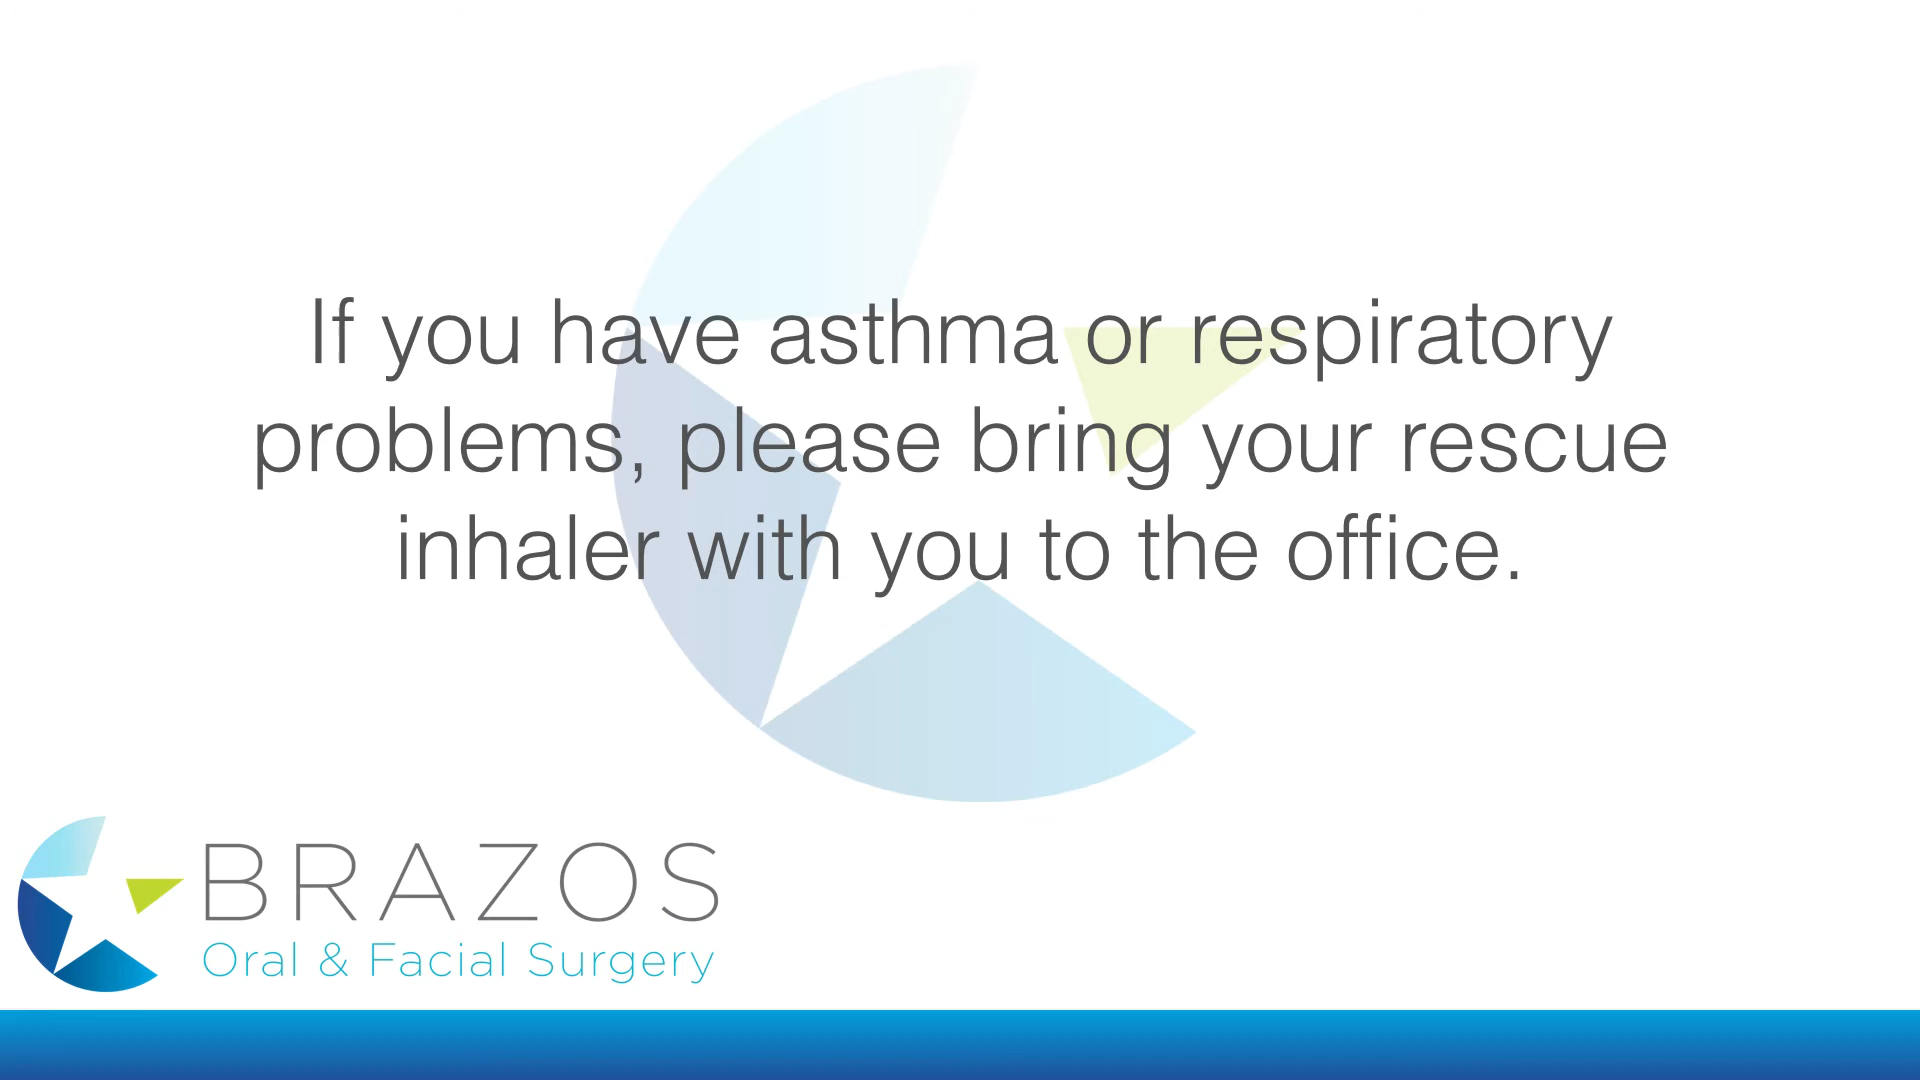 If you have asthma or respiratory
problems, please bring your rescue
inhaler with you to the office.
BRAZOS
Oral & Facial Surgery